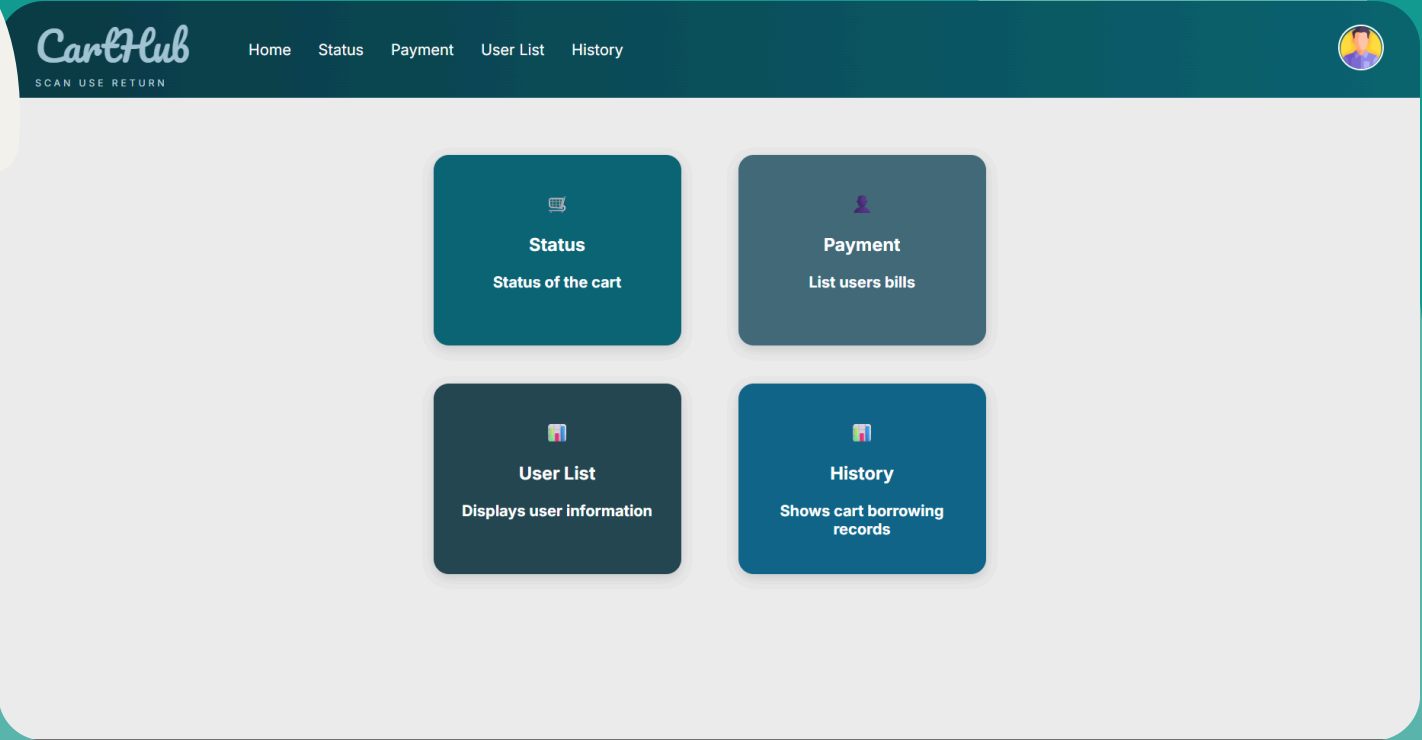 CartHub
SCAN USE RETURN
Home Status Payment User List History
Status
Status of the cart
Payment
List users bills
User List
Displays user information
History
Shows cart borrowing
records